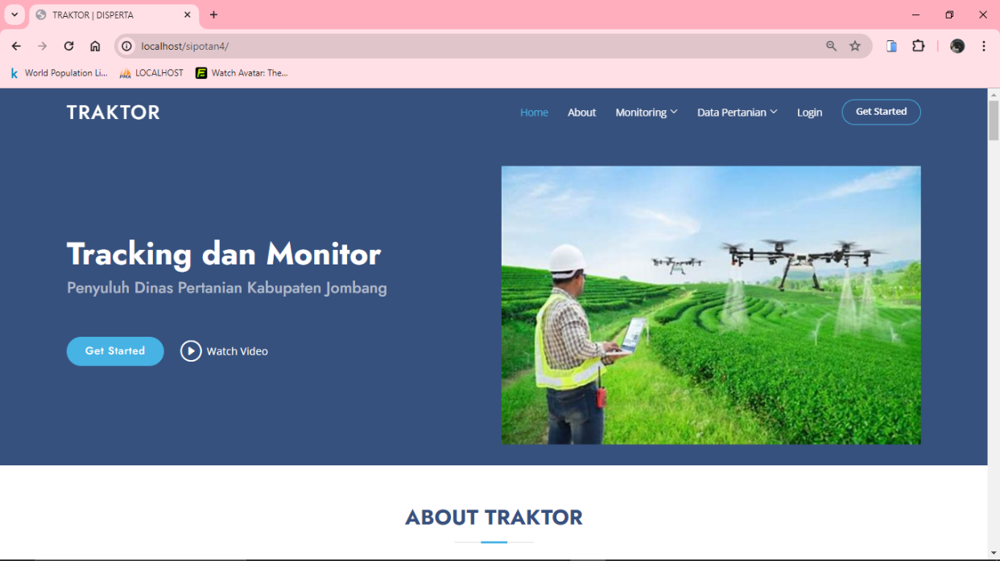 TRAKTOR | DISPERTA
localhost/sipotan4/
World Population Li...
LOCALHOST
Watch Avatar: The...
TRAKTOR
Home
About
Monitoring
Data Pertanian
Login
Get Started
Tracking dan Monitor
Penyuluh Dinas Pertanian Kabupaten Jombang
Get Started
Watch Video
ABOUT TRAKTOR